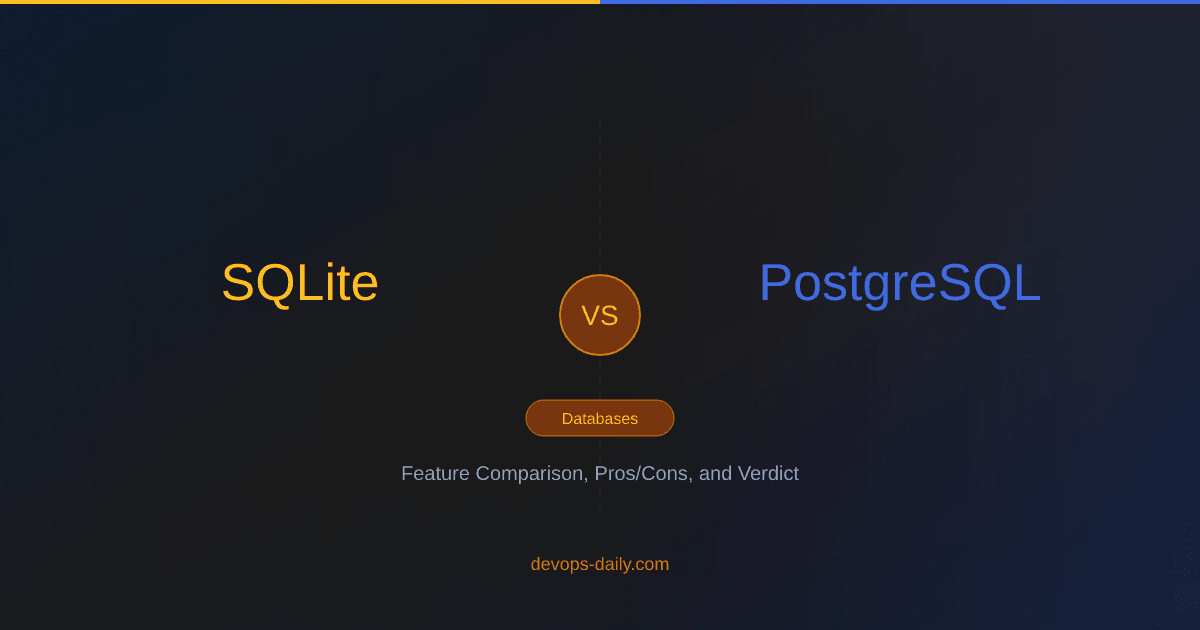 SQLite
PostgreSQL
VS
Databases
Feature Comparison, Pros/Cons, and Verdict
devops-daily.com